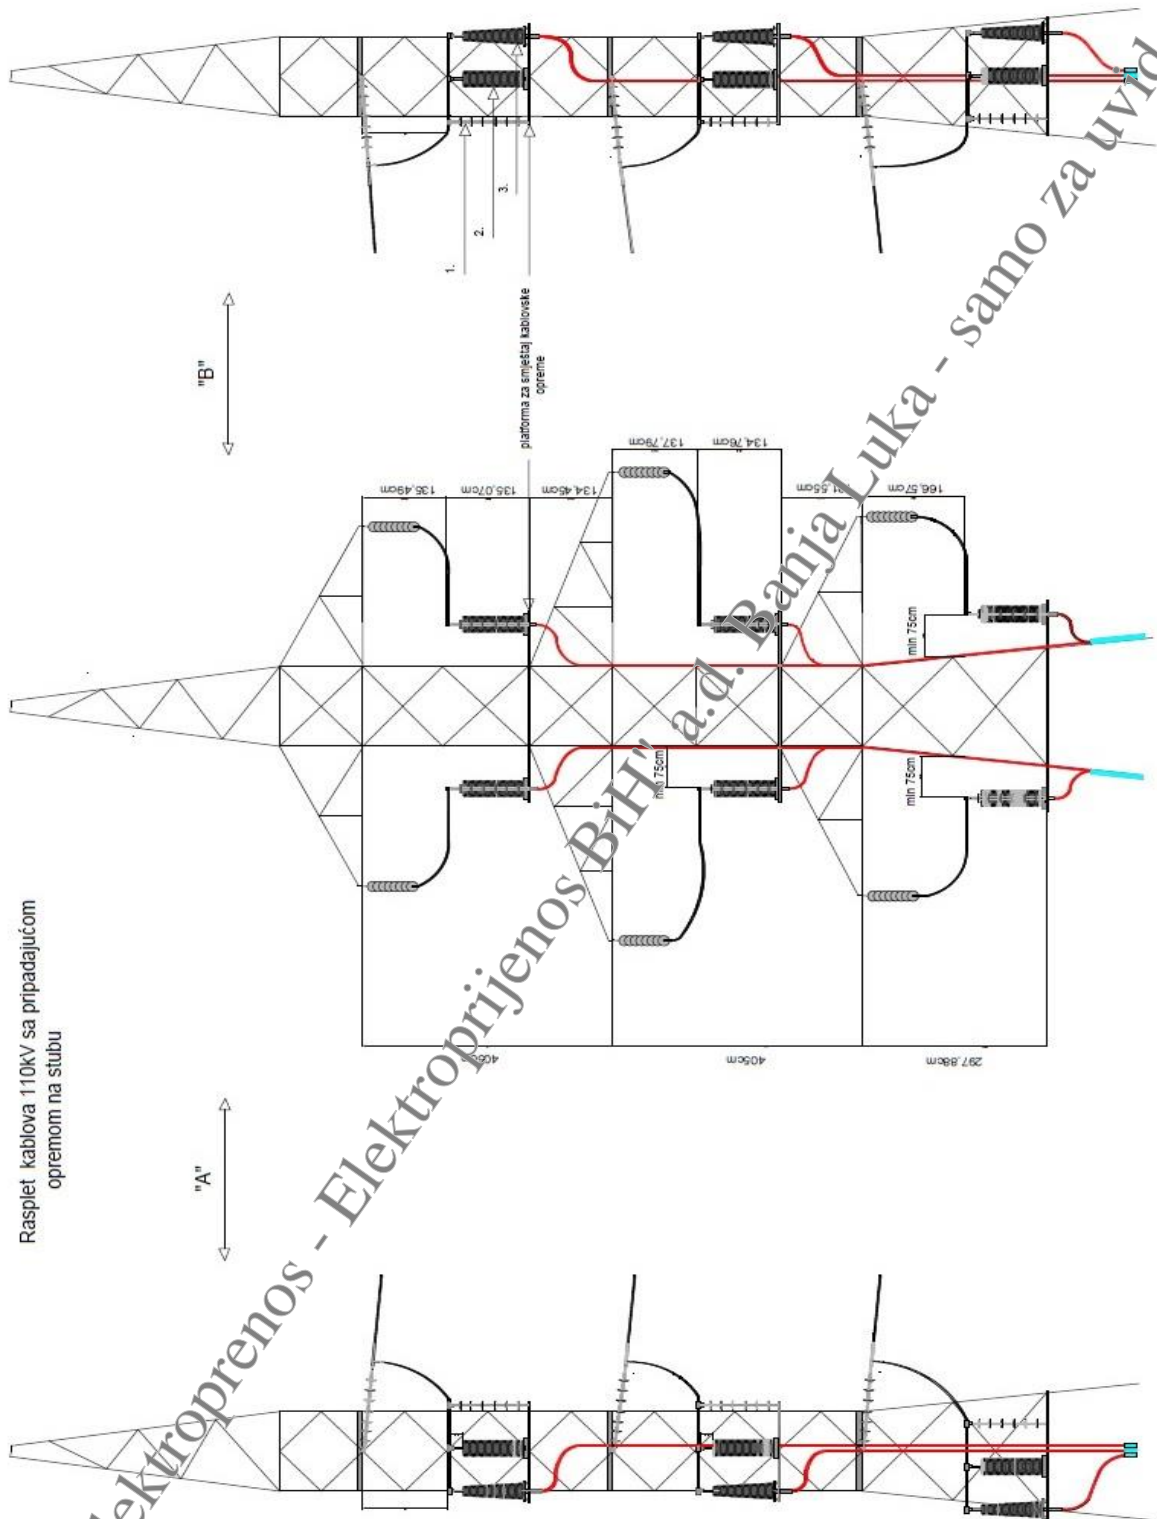 Rasplet kablova 110kV sa pripadajućom
opremom na stubu
"A"
"B"
1.
2.
3.
platforma za smještaj kablovske
opreme
135,49cm
135,07cm
134,45cm
137,79cm
134,76cm
166,57cm
min 75cm
min 75cm
min 75cm
405cm
297,88cm
ektroprenos - Elektroprijenos BiH" a.d. Banja Luka - samo za uvid